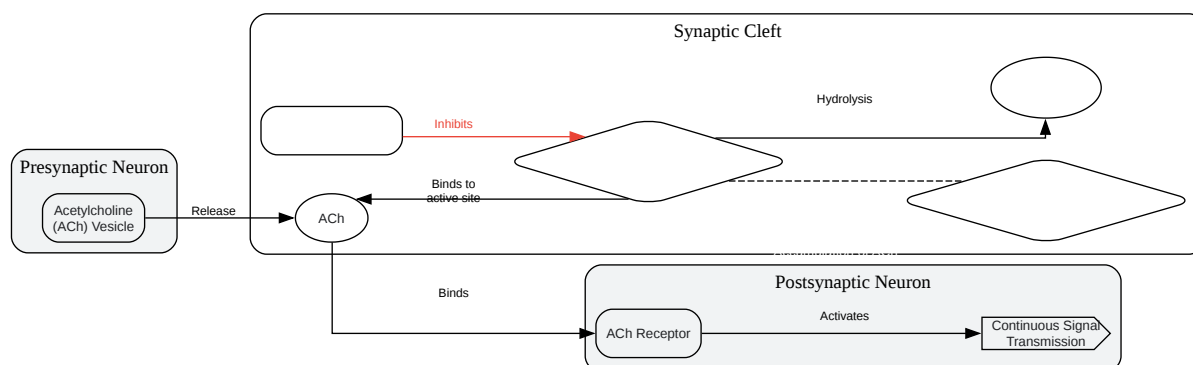 Synaptic Cleft
Hydrolysis
Inhibits
Presynaptic Neuron
Acetylcholine
(ACh) Vesicle
Release
Binds to
active site
ACh
Binds
Postsynaptic Neuron
ACh Receptor
Activates
Continuous Signal
Transmission